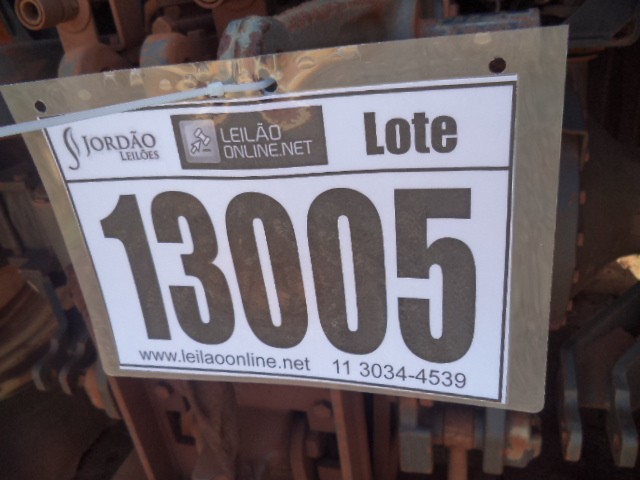 JORDÃO
LEILÕES
LEILÃO
ONLINE.NET
Lote
13005
www.leilaoonline.net 11 3034-4539